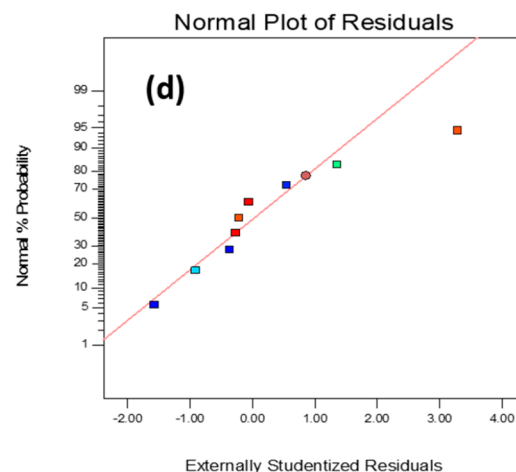 Normal Plot of Residuals
(d)
Normal % Probability
99
95
90
80
70
50
30
20
10
5
1
-2.00 -1.00 0.00 1.00 2.00 3.00 4.00
Externally Studentized Residuals